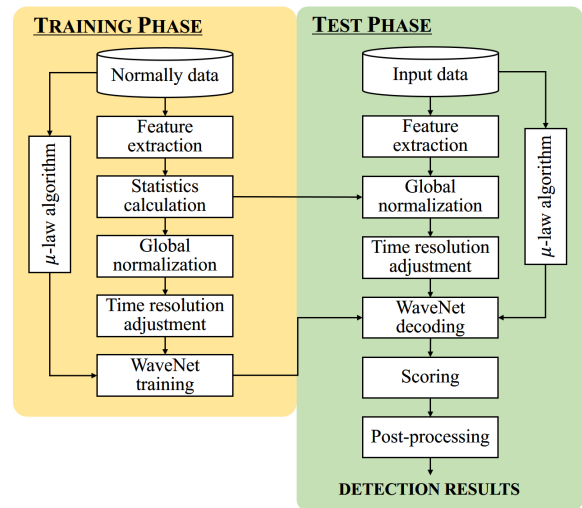 TRAINING PHASE
Normally data
Feature
extraction
Statistics
calculation
Global
normalization
Time resolution
adjustment
WaveNet
training
μ-law algorithm
TEST PHASE
Input data
Feature
extraction
Global
normalization
Time resolution
adjustment
WaveNet
decoding
Scoring
Post-processing
DETECTION RESULTS
μ-law algorithm